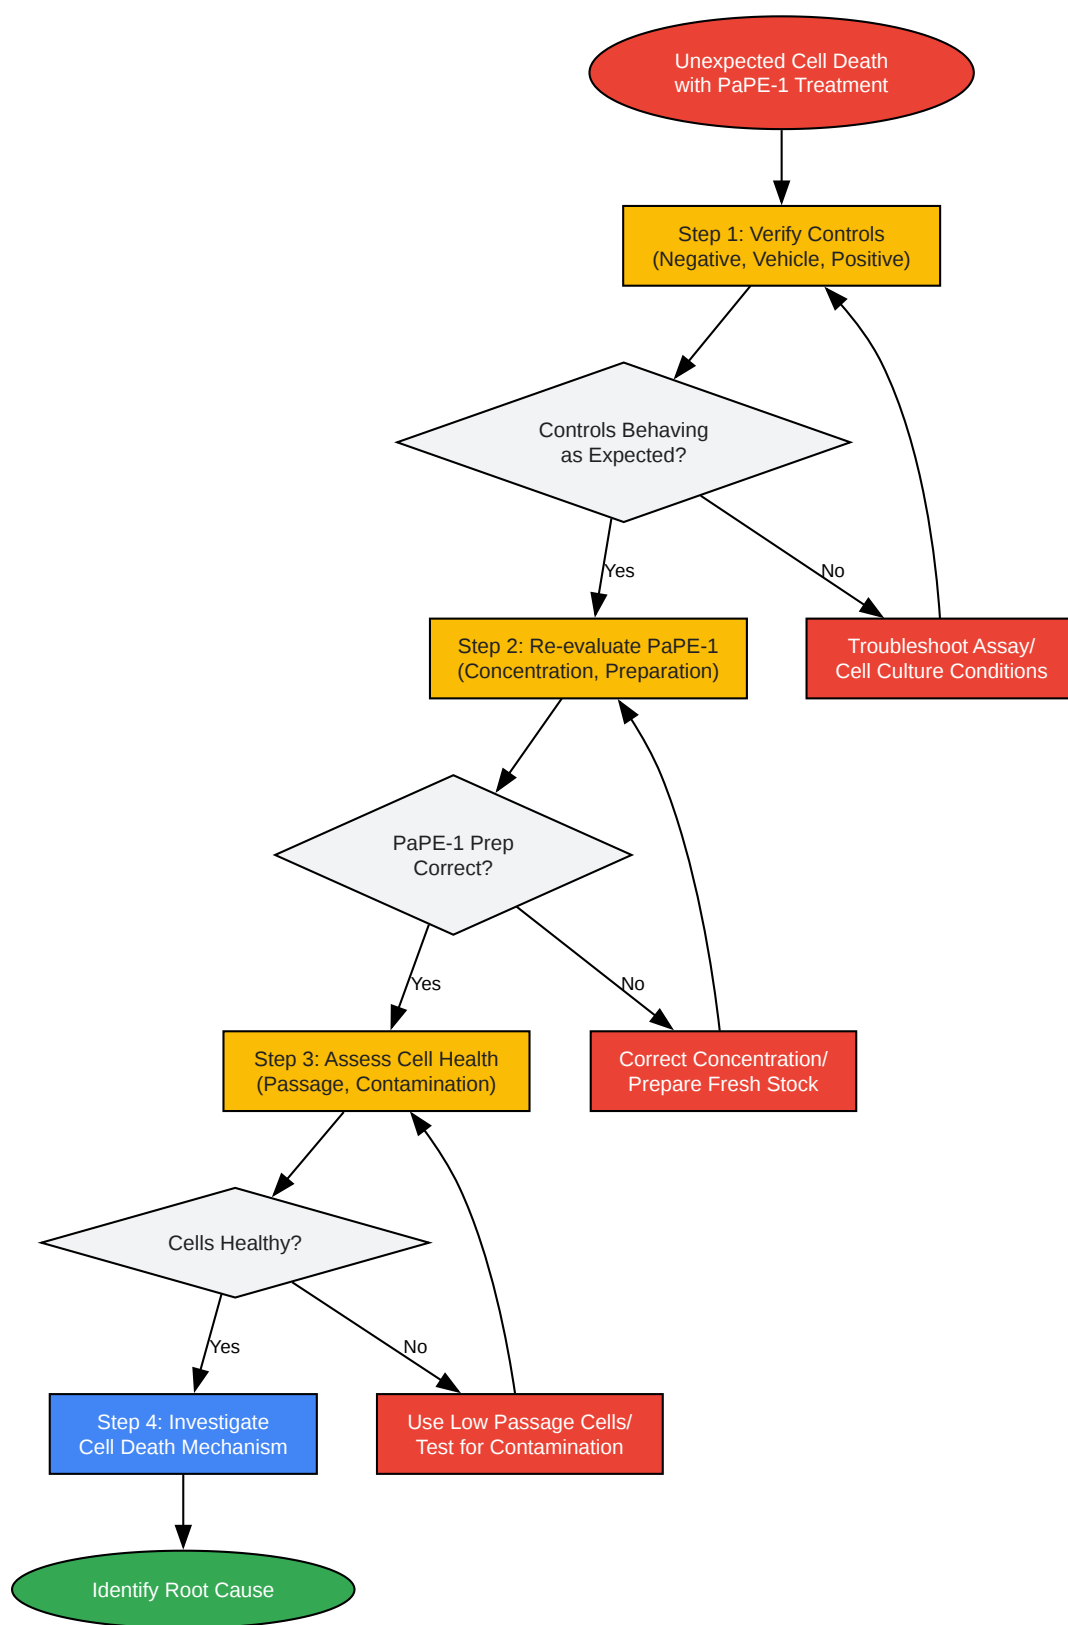 Unexpected Cell Death
with PaPE-1 Treatment
Step 1: Verify Controls
(Negative, Vehicle, Positive)
Controls Behaving
as Expected?
Yes
No
Step 2: Re-evaluate PaPE-1
(Concentration, Preparation)
Troubleshoot Assay/
Cell Culture Conditions
PaPE-1 Prep
Correct?
Yes
No
Step 3: Assess Cell Health
(Passage, Contamination)
Correct Concentration/
Prepare Fresh Stock
Cells Healthy?
Yes
No
Step 4: Investigate
Cell Death Mechanism
Use Low Passage Cells/
Test for Contamination
Identify Root Cause